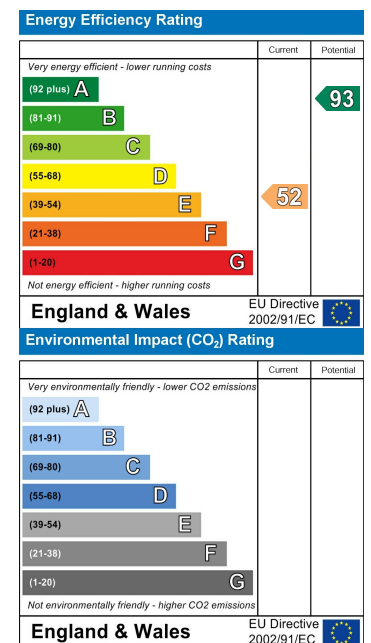 Energy Efficiency Rating
Current Potential
Very energy efficient - lower running costs
(92 plus) A
93
(81-91) B
(69-80) C
(55-68) D
(39-54) E
52
(21-38) F
(1-20) G
Not energy efficient - higher running costs
England & Wales
EU Directive
2002/91/EC
Environmental Impact (CO₂) Rating
Current Potential
Very environmentally friendly - lower CO2 emissions
(92 plus) A
(81-91) B
(69-80) C
(55-68) D
(39-54) E
(21-38) F
(1-20) G
Not environmentally friendly - higher CO2 emissions
England & Wales
EU Directive
2002/91/EC